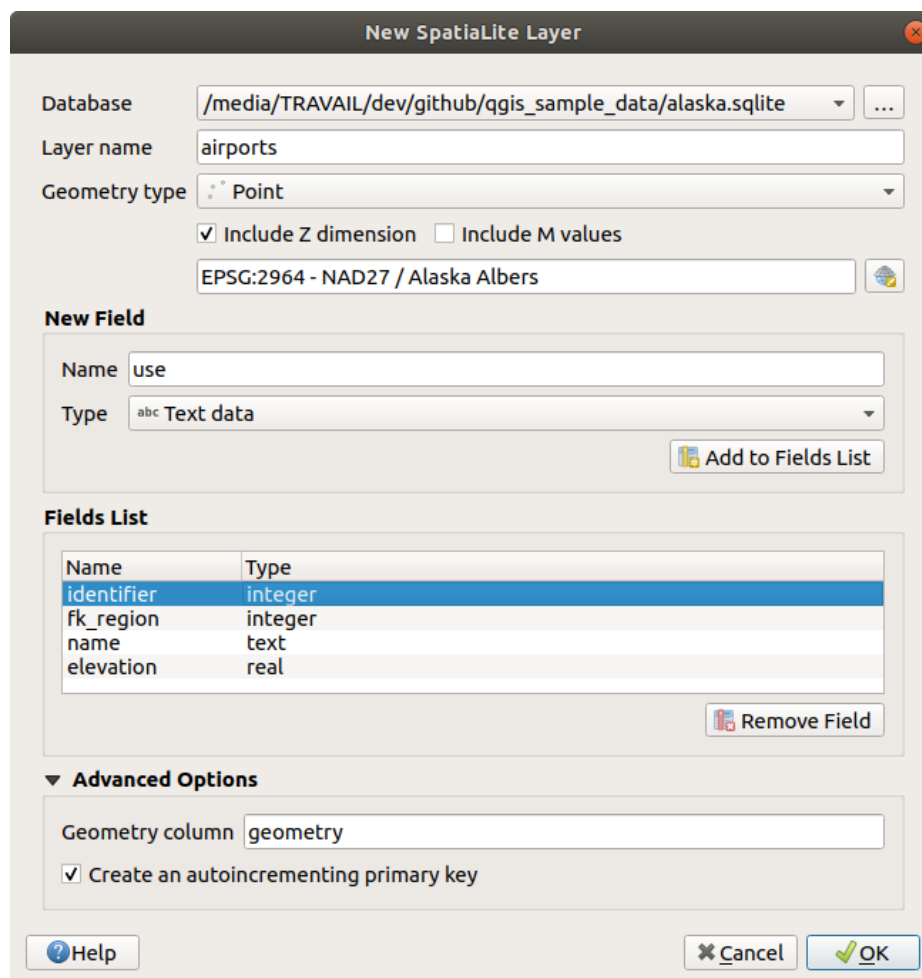 New SpatiaLite Layer
Database /media/TRAVAIL/dev/github/qgis_sample_data/alaska.sqlite ...
Layer name airports
Geometry type Point
Include Z dimension Include M values
EPSG:2964 - NAD27 / Alaska Albers
New Field
Name use
Type abc Text data
Add to Fields List
Fields List
Name Type
identifier integer
fk_region integer
name text
elevation real
Remove Field
Advanced Options
Geometry column geometry
Create an autoincrementing primary key
Help Cancel OK